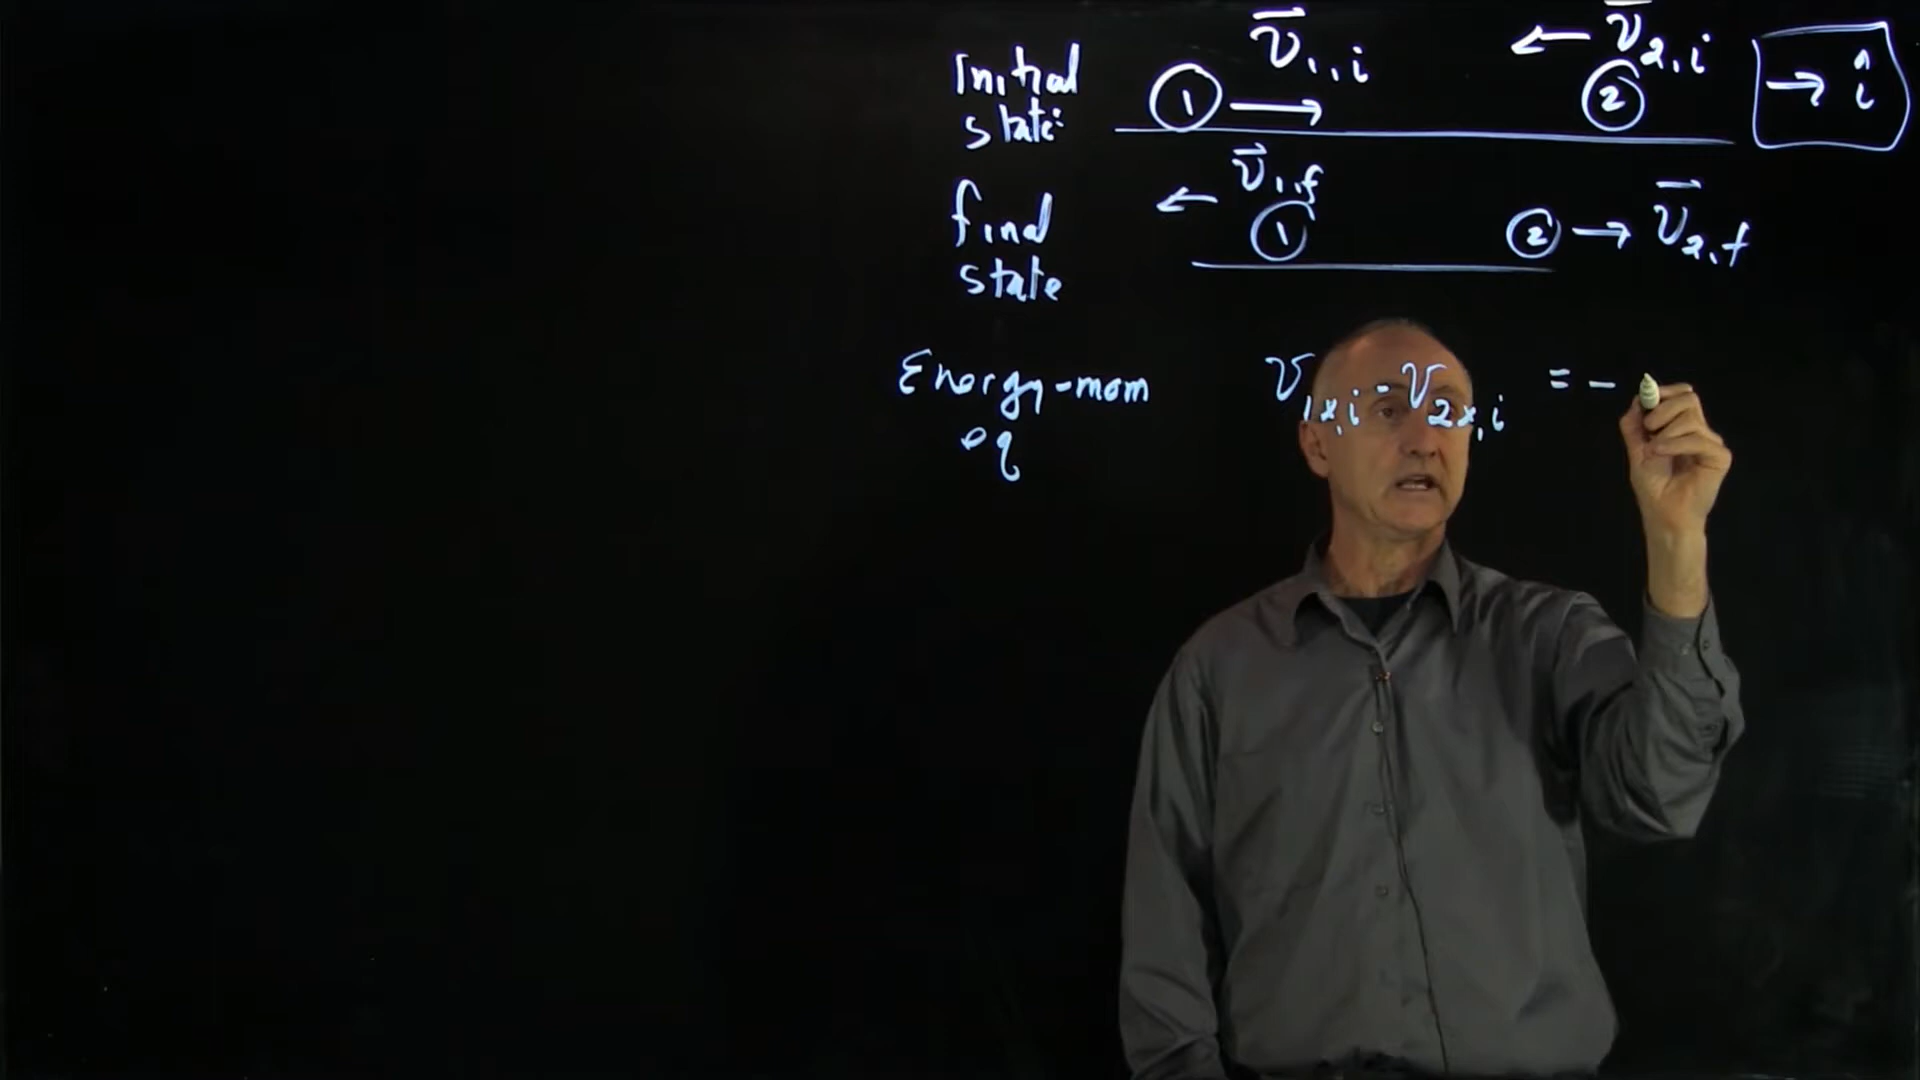 Initial state: ① → v⃗₁,ᵢ ← v⃗₂,ᵢ ② → î
final state ← v⃗₁,f ① ② → v⃗₂,f
Energy-mom eq v₁ₓ,ᵢ - v₂ₓ,ᵢ = -